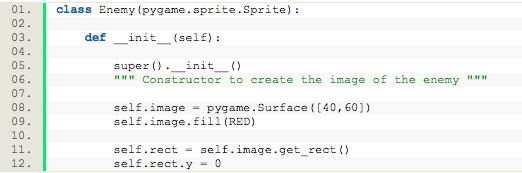 01. class Enemy(pygame.sprite.Sprite):
02.
03. def __init__(self):
04.
05. super().__init__()
06. """ Constructor to create the image of the enemy """
07.
08. self.image = pygame.Surface([40,60])
09. self.image.fill(RED)
10.
11. self.rect = self.image.get_rect()
12. self.rect.y = 0